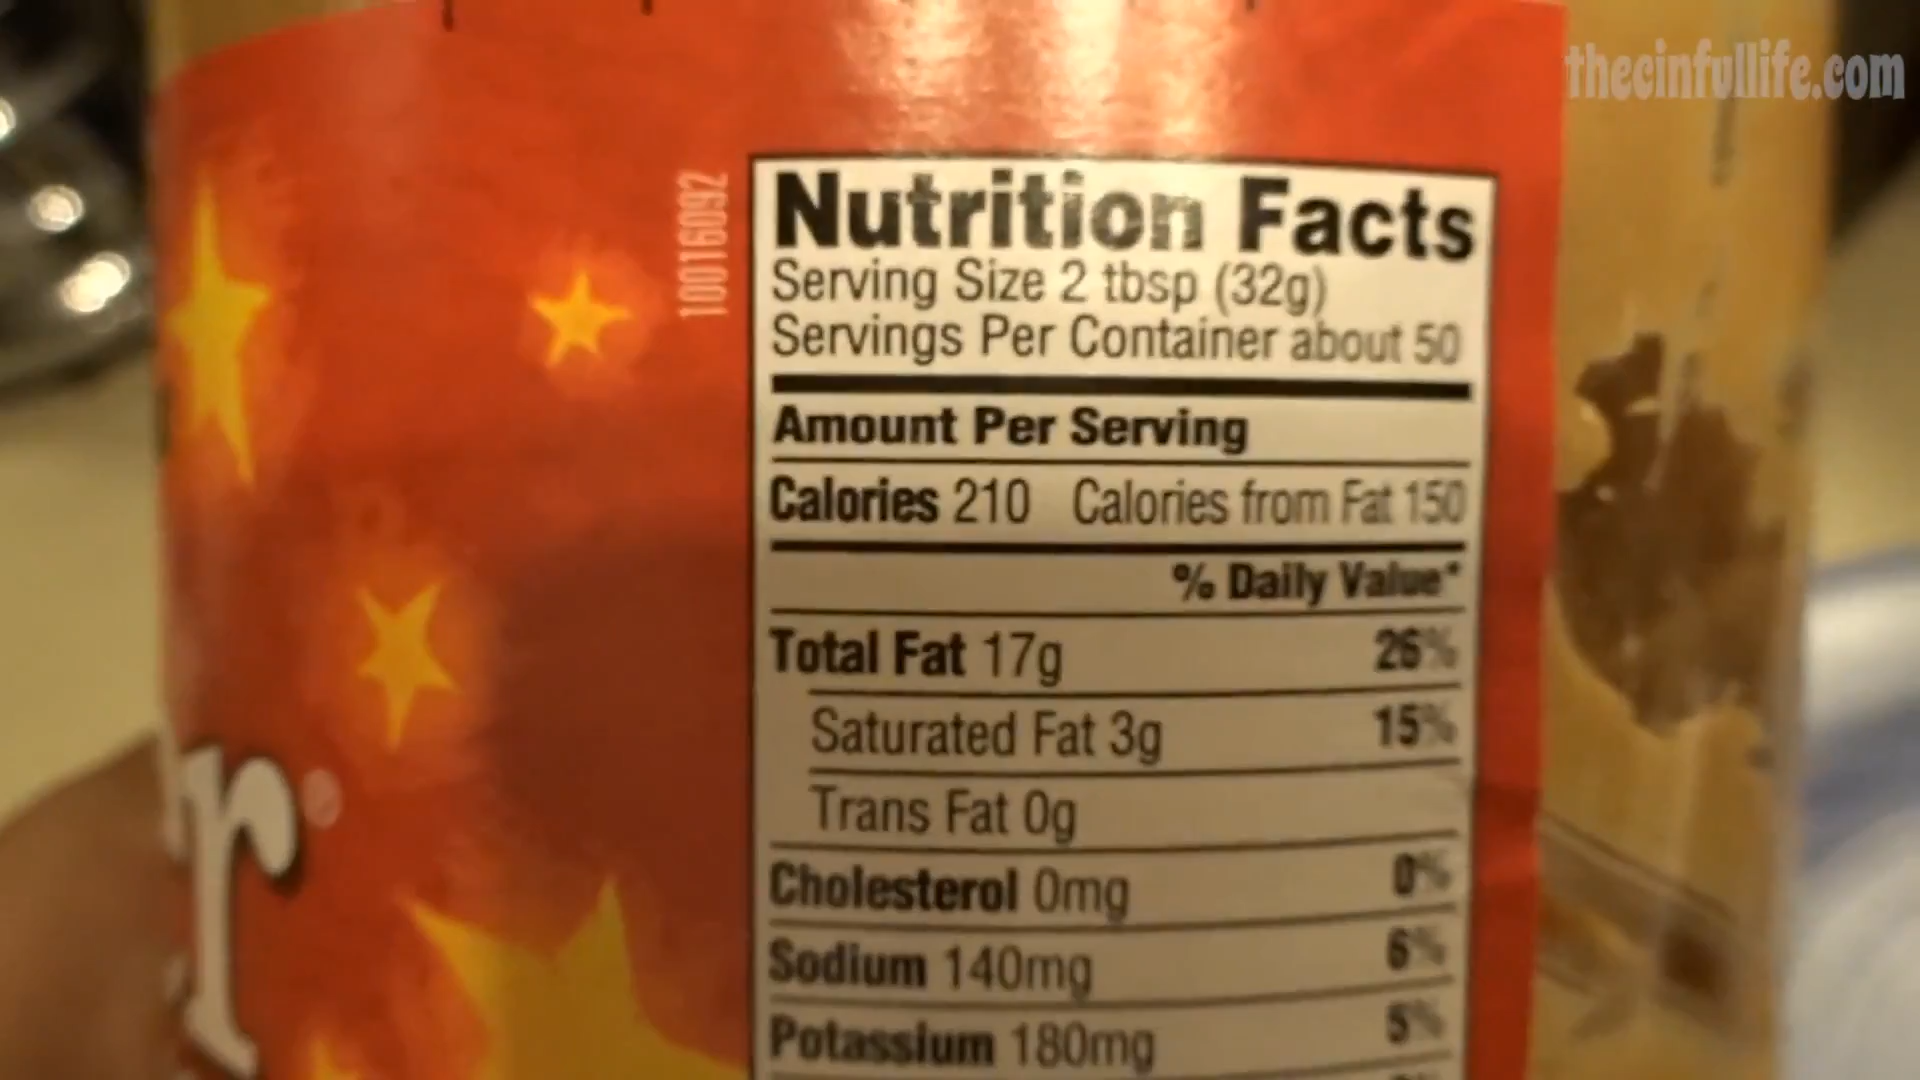 thecinfullife.com
10016092
Nutrition Facts
Serving Size 2 tbsp (32g)
Servings Per Container about 50
Amount Per Serving
Calories 210 Calories from Fat 150
% Daily Value*
Total Fat 17g 26%
Saturated Fat 3g 15%
Trans Fat 0g
Cholesterol 0mg 0%
Sodium 140mg 6%
Potassium 180mg 5%
r®